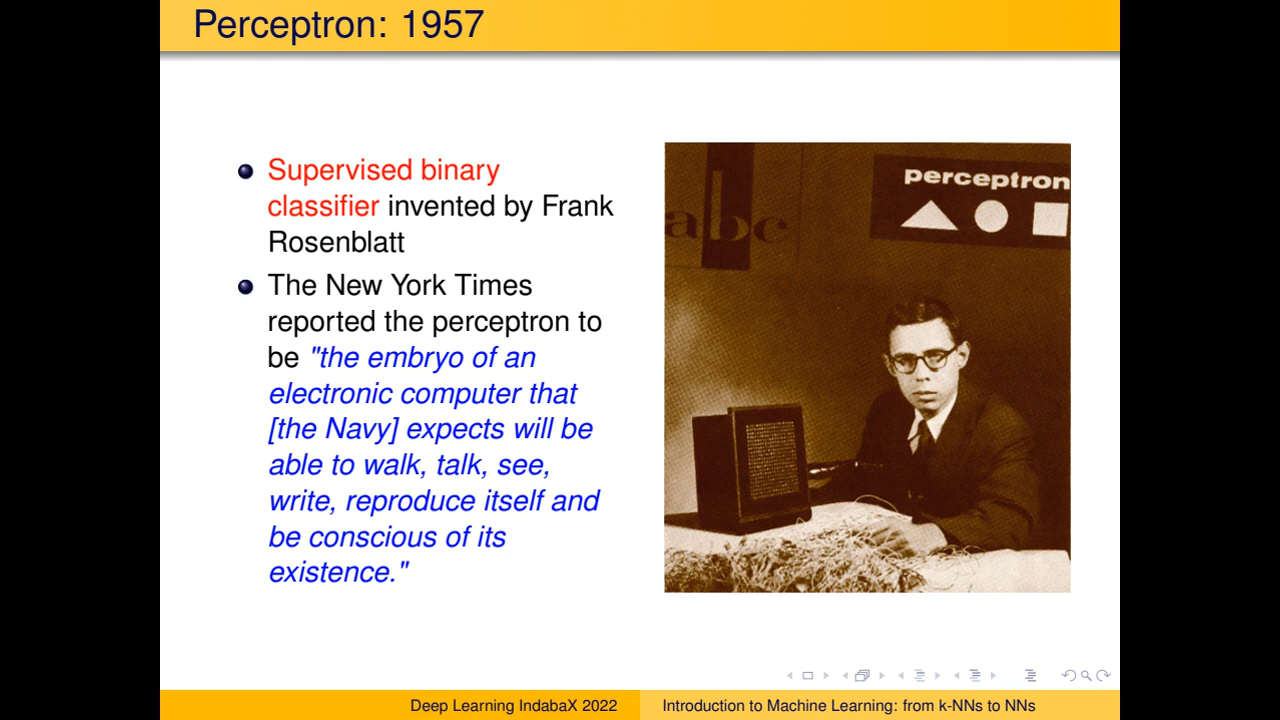 Perceptron: 1957
Supervised binary
classifier invented by Frank
Rosenblatt
The New York Times
reported the perceptron to
be "the embryo of an
electronic computer that
[the Navy] expects will be
able to walk, talk, see,
write, reproduce itself and
be conscious of its
existence."
abc
perceptron
Deep Learning IndabaX 2022
Introduction to Machine Learning: from k-NNs to NNs